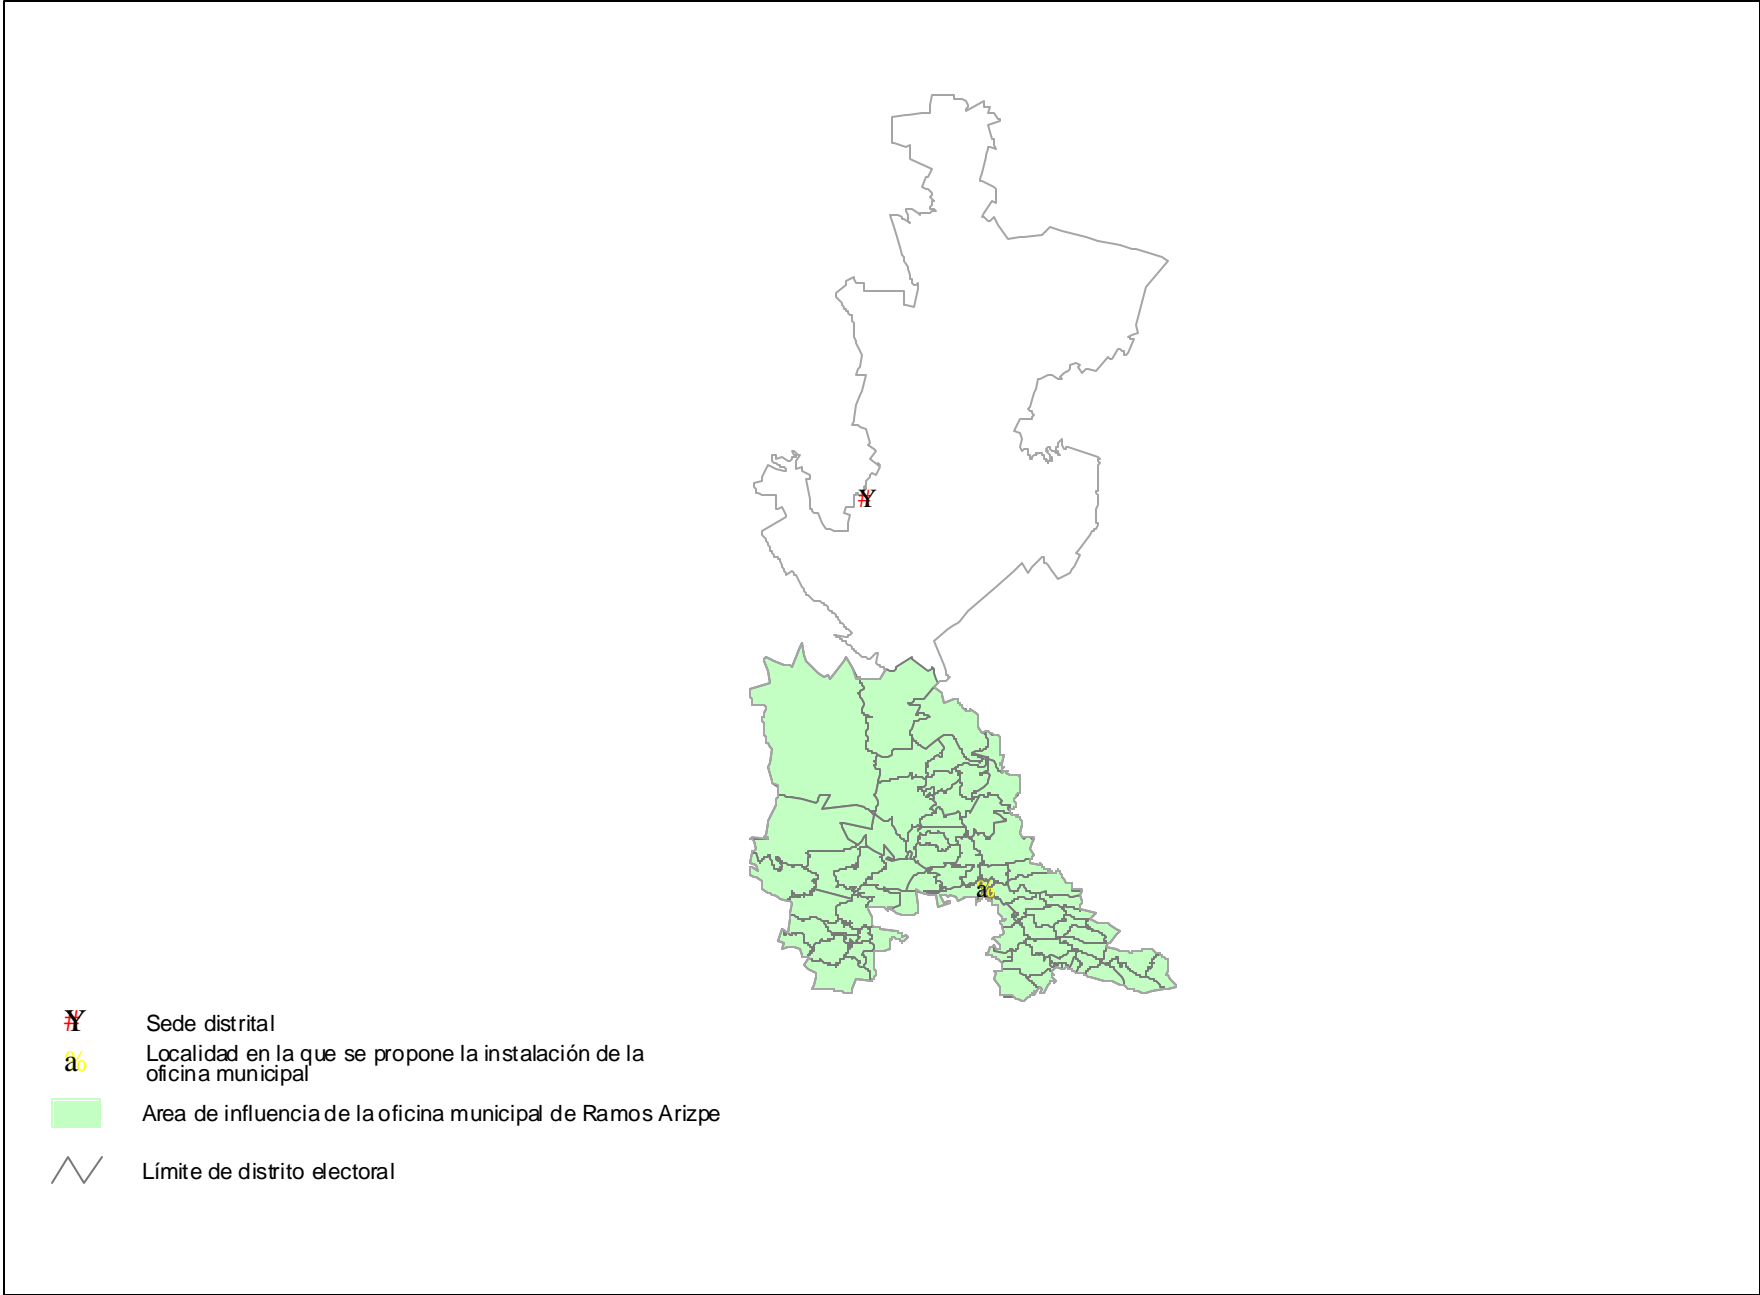 #Y
a%
#Y Sede distrital
a% Localidad en la que se propone la instalación de la
oficina municipal
Area de influencia de la oficina municipal de Ramos Arizpe
Límite de distrito electoral